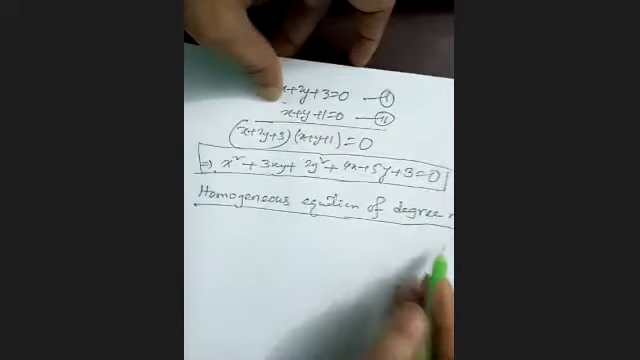 x+2y+3=0 —(I)
x+y+1=0 —(II)
(x+2y+3)(x+y+1)=0
⇒ x²+3xy+2y²+4x+5y+3=0
Homogeneous equation of degree